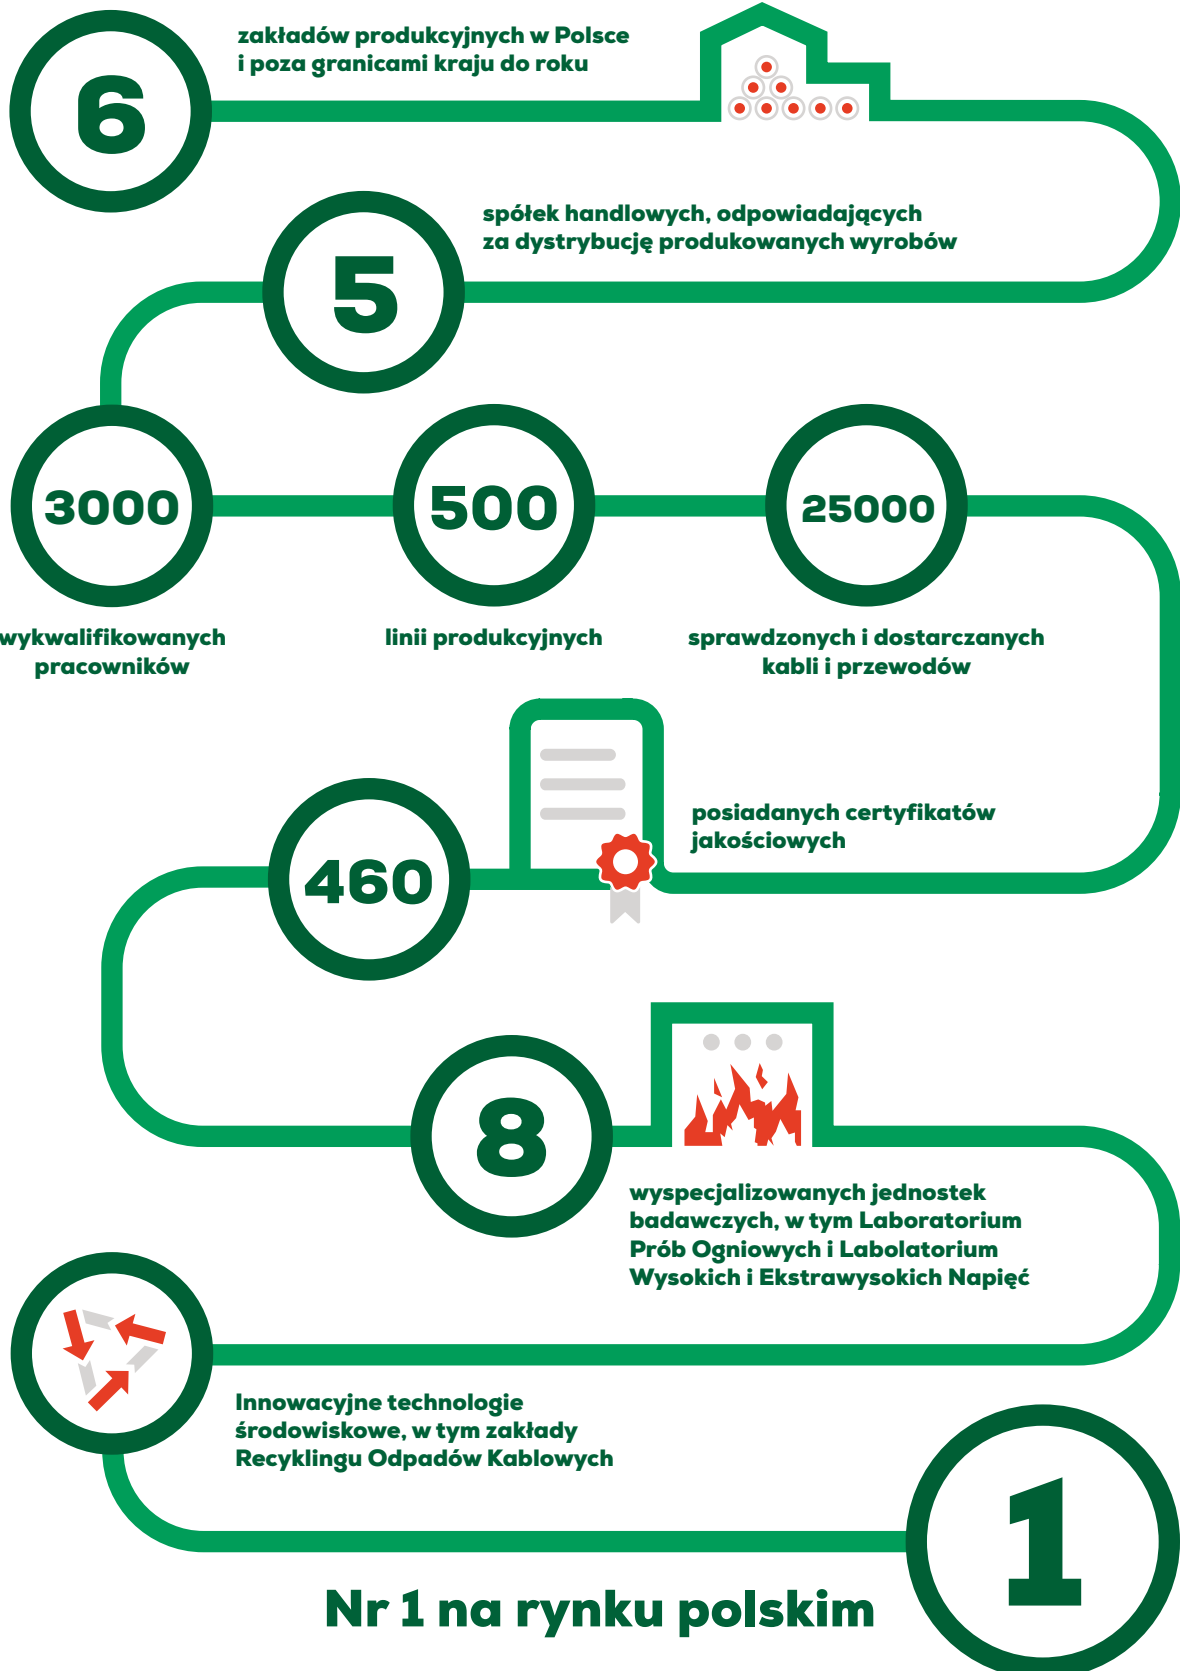 6
zakładów produkcyjnych w Polsce
i poza granicami kraju do roku
5
spółek handlowych, odpowiadających
za dystrybucję produkowanych wyrobów
3000
wykwalifikowanych
pracowników
500
linii produkcyjnych
25000
sprawdzonych i dostarczanych
kabli i przewodów
460
posiadanych certyfikatów
jakościowych
8
wyspecjalizowanych jednostek
badawczych, w tym Laboratorium
Prób Ogniowych i Labolatorium
Wysokich i Ekstrawysokich Napięć
Innowacyjne technologie
środowiskowe, w tym zakłady
Recyklingu Odpadów Kablowych
1
Nr 1 na rynku polskim